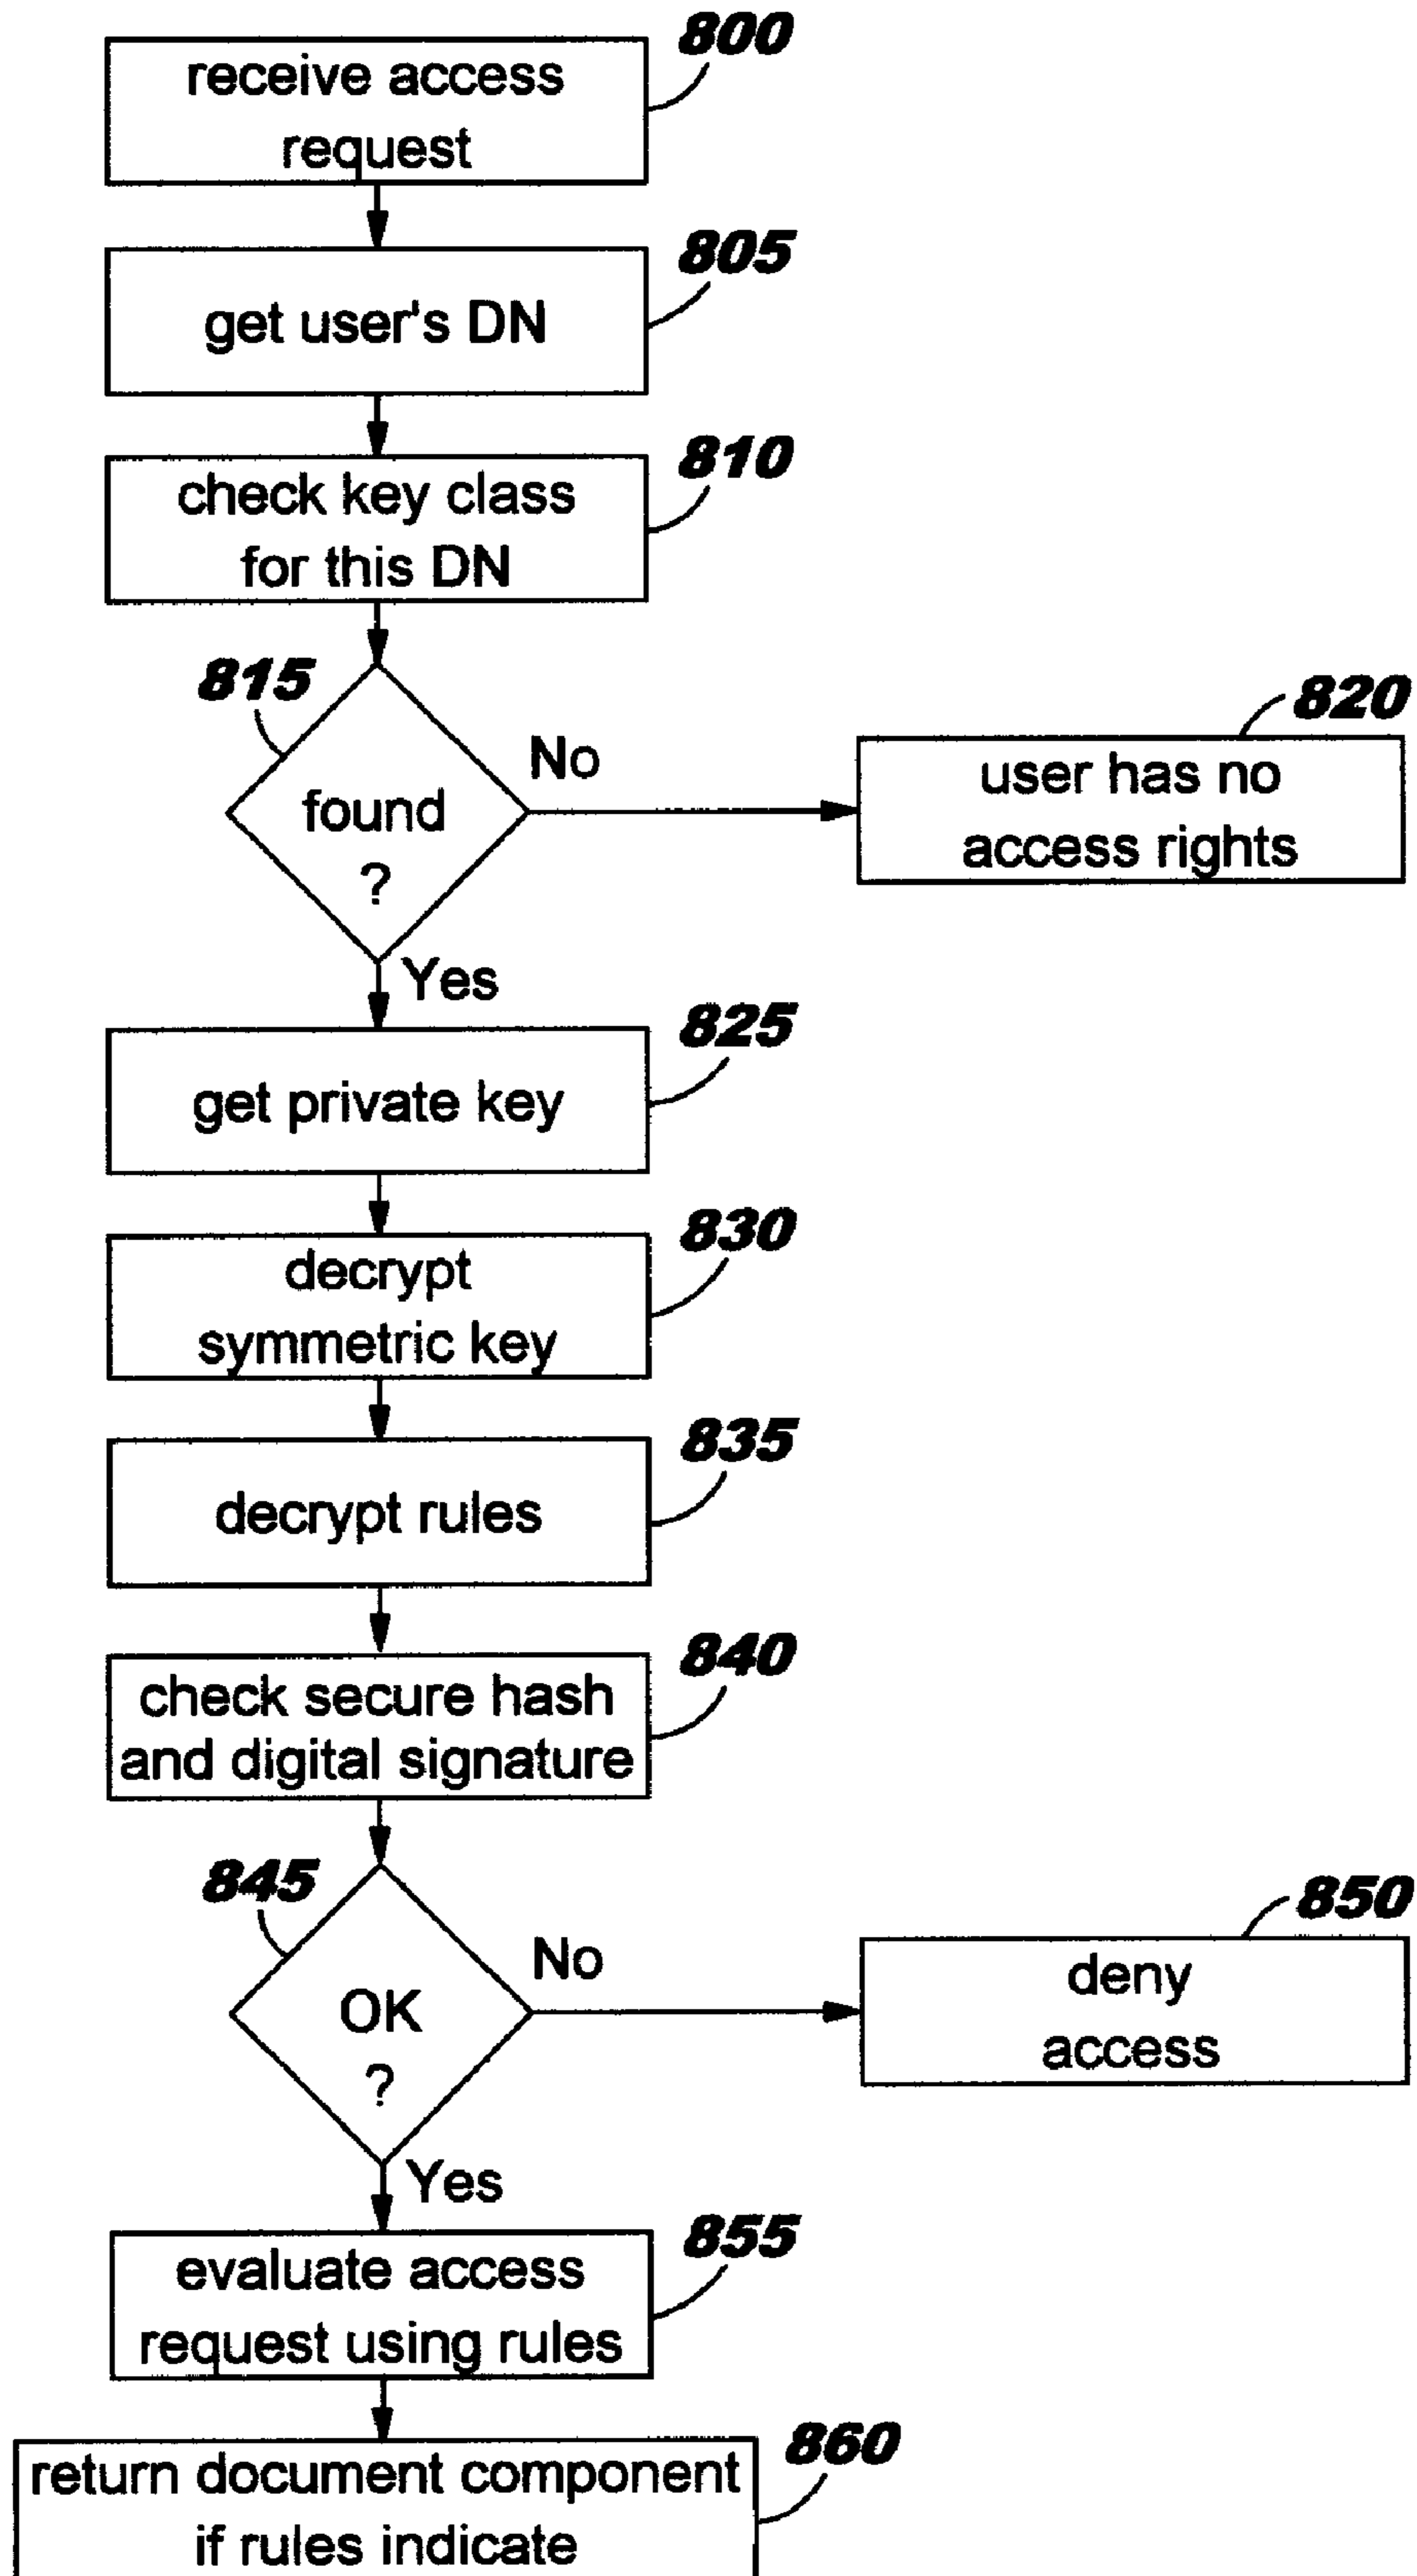 800
receive access
request
805
get user's DN
810
check key class
for this DN
815
found
?
No
820
user has no
access rights
Yes
825
get private key
830
decrypt
symmetric key
835
decrypt rules
840
check secure hash
and digital signature
845
OK
?
No
850
deny
access
Yes
855
evaluate access
request using rules
860
return document component
if rules indicate